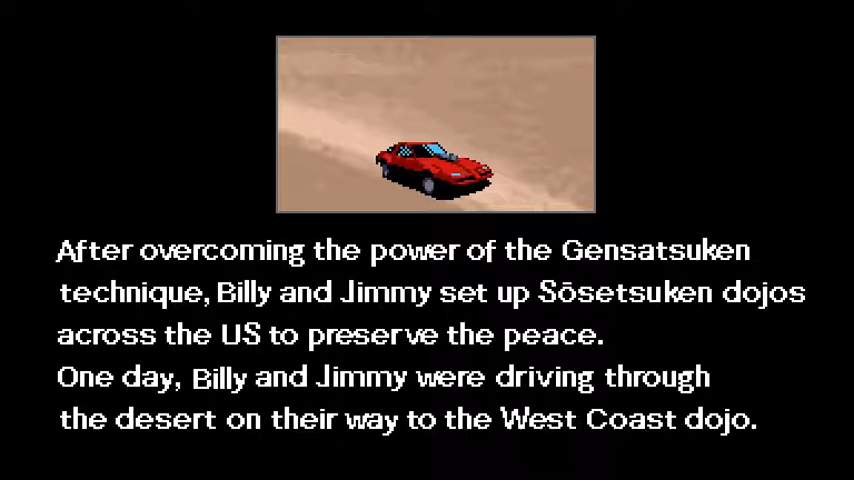 After overcoming the power of the Gensatsuken
technique, Billy and Jimmy set up Sōsetsuken dojos
across the US to preserve the peace.
One day, Billy and Jimmy were driving through
the desert on their way to the West Coast dojo.